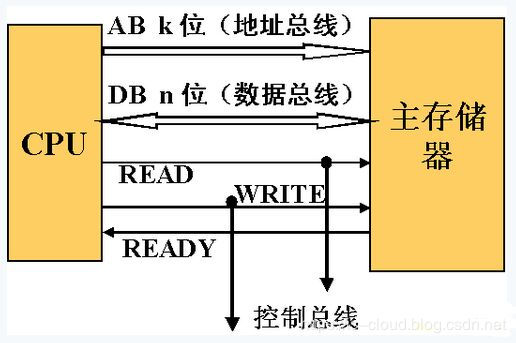 AB k 位（地址总线）
DB n 位（数据总线）
CPU
主存储
器
READ
WRITE
READY
控制总线
-cloud.blog.csdn.net